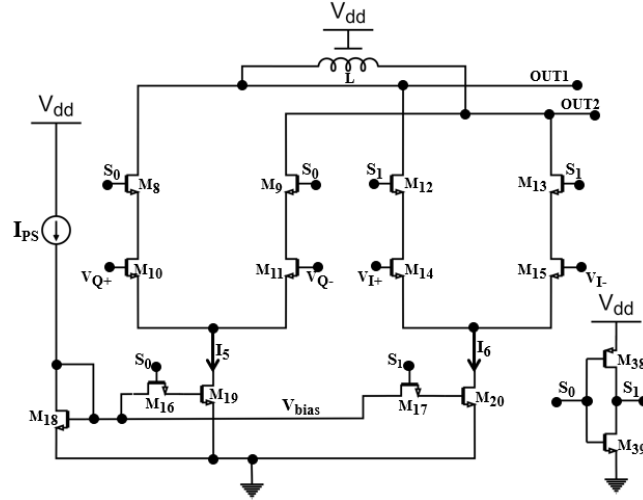 Vdd
L
OUT1
OUT2
Vdd
S0
M8
M9
S0
S1
M12
M13
S1
IPS
VQ+
M10
M11
VQ-
VI+
M14
M15
VI-
Vdd
S0
I5
S1
I6
M38
M16
M19
M17
M20
S0
S1
M18
Vbias
M39